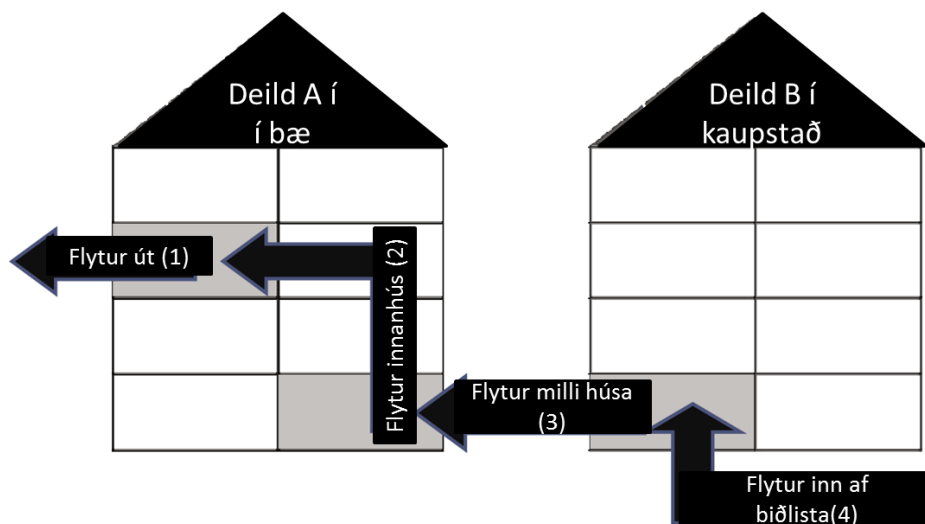 Deild A í
í bæ
Deild B í
kaupstað
Flytur út (1)
Flytur innanhús (2)
Flytur milli húsa
(3)
Flytur inn af
biðlista(4)